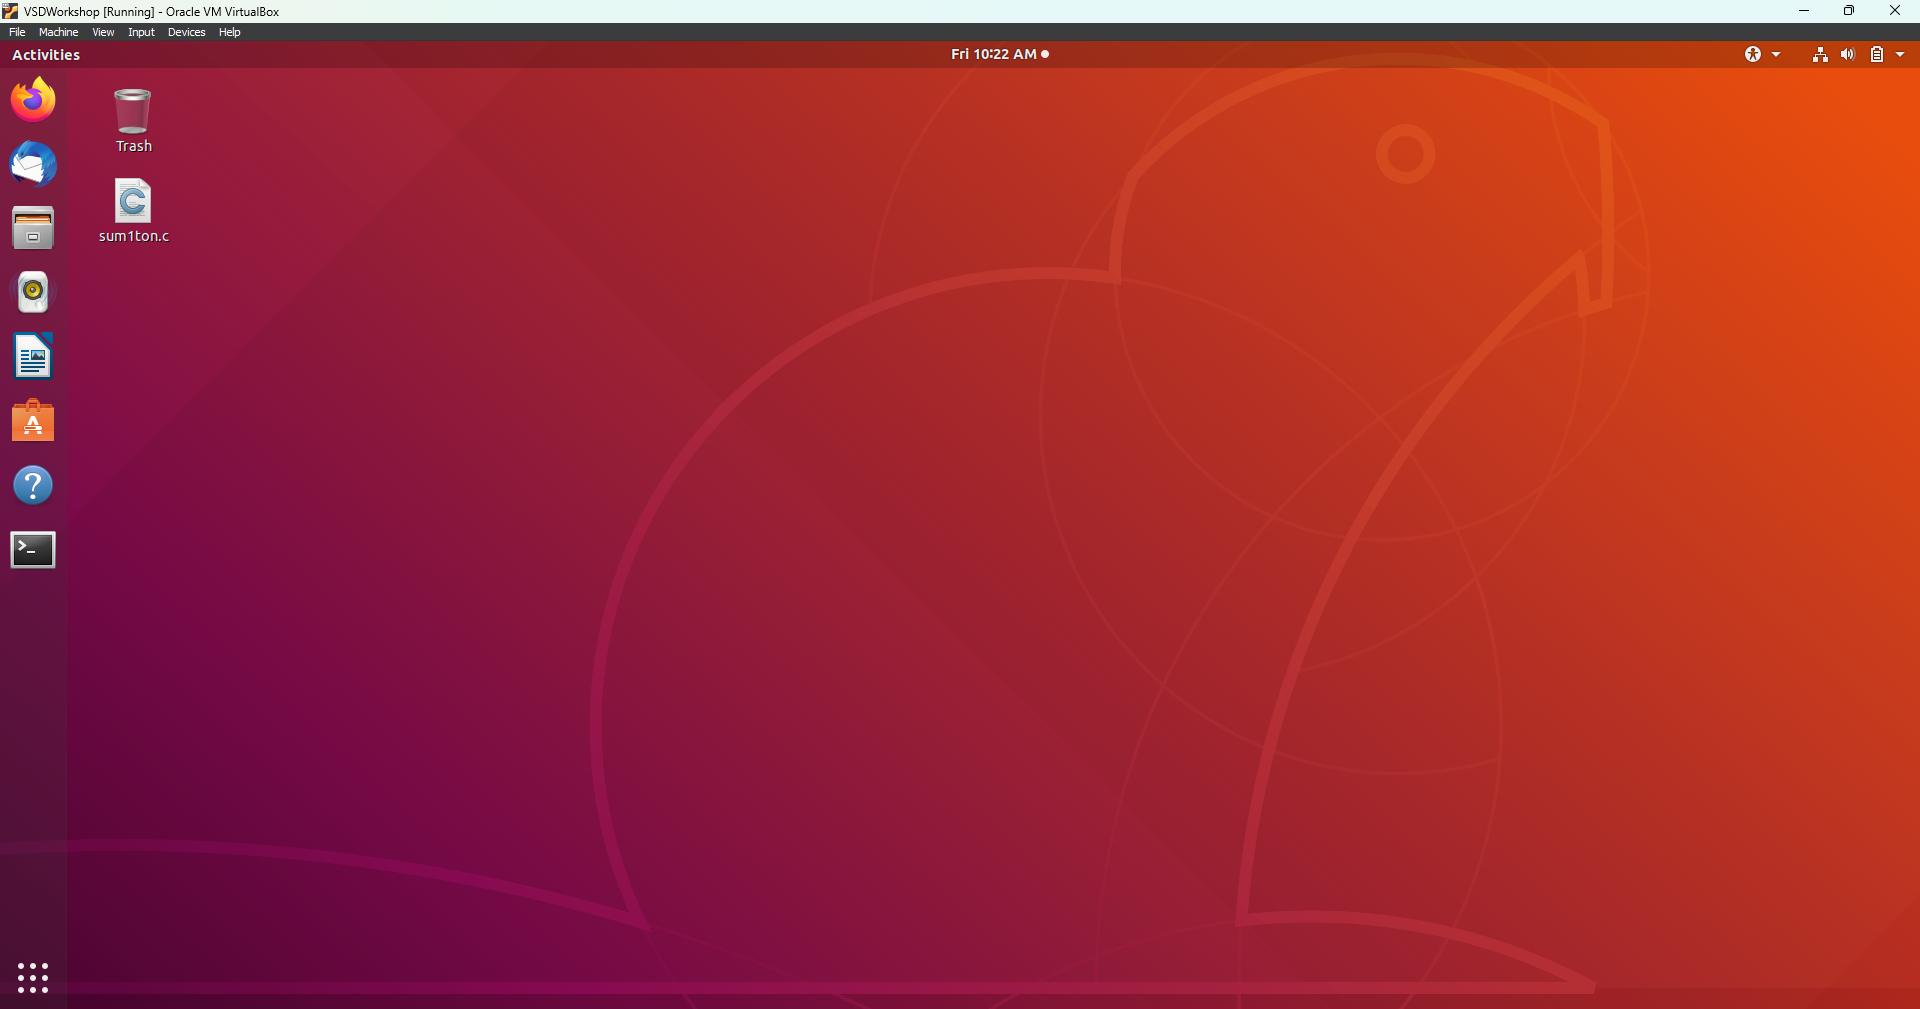 VSDWorkshop [Running] - Oracle VM VirtualBox
File Machine View Input Devices Help
Activities
Fri 10:22 AM
Trash
sum1ton.c